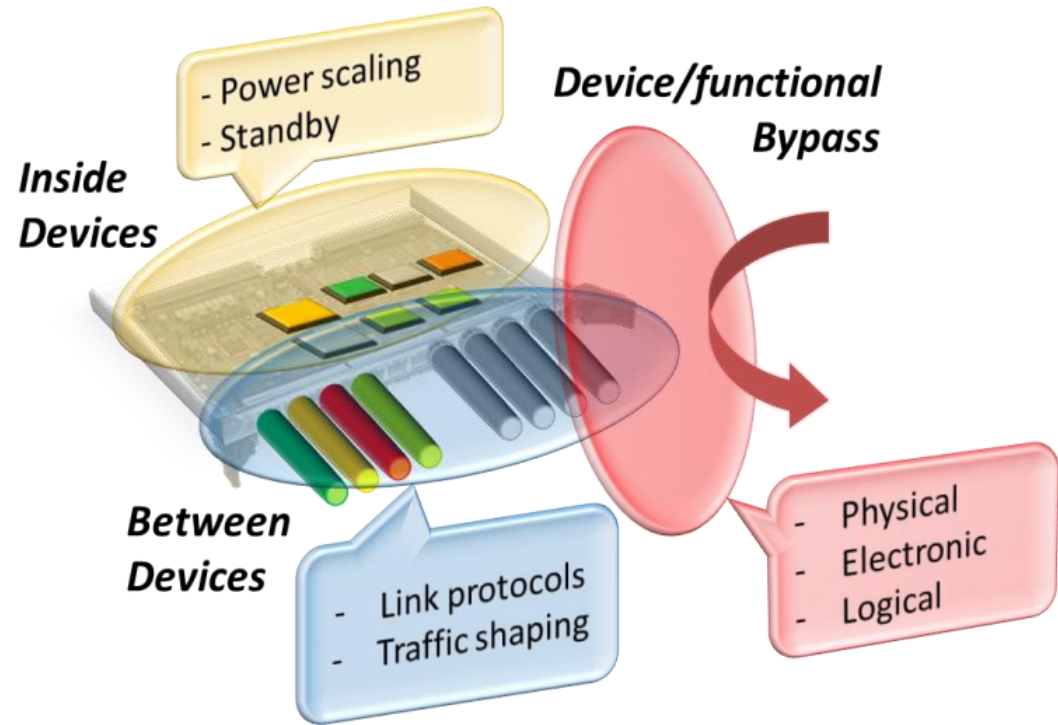 - Power scaling
- Standby
Device/functional
Bypass
Inside
Devices
Between
Devices
- Link protocols
- Traffic shaping
- Physical
- Electronic
- Logical